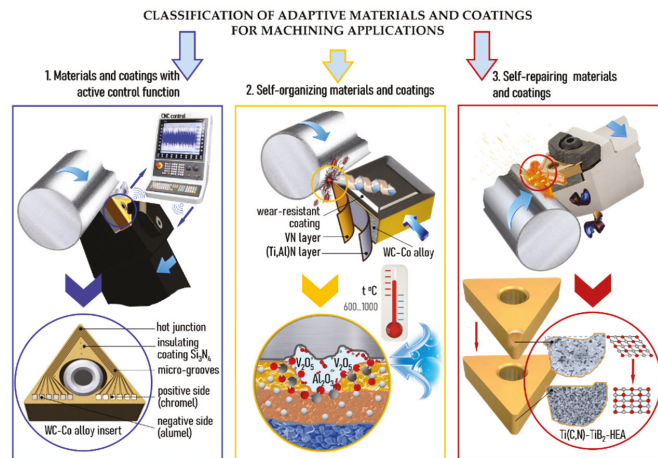 CLASSIFICATION OF ADAPTIVE MATERIALS AND COATINGS
FOR MACHINING APPLICATIONS
1. Materials and coatings with
active control function
CNC control
hot junction
insulating
coating Si₃N₄
micro-grooves
positive side
(chromel)
negative side
(alumel)
WC-Co alloy insert
2. Self-organizing materials and coatings
wear-resistant
coating
VN layer
(Ti,Al)N layer
WC-Co alloy
t ºC
600...1000
V₂O₅
V₂O₅
Al₂O₃
3. Self-repairing materials
and coatings
Ti(C,N)-TiB₂-HEA